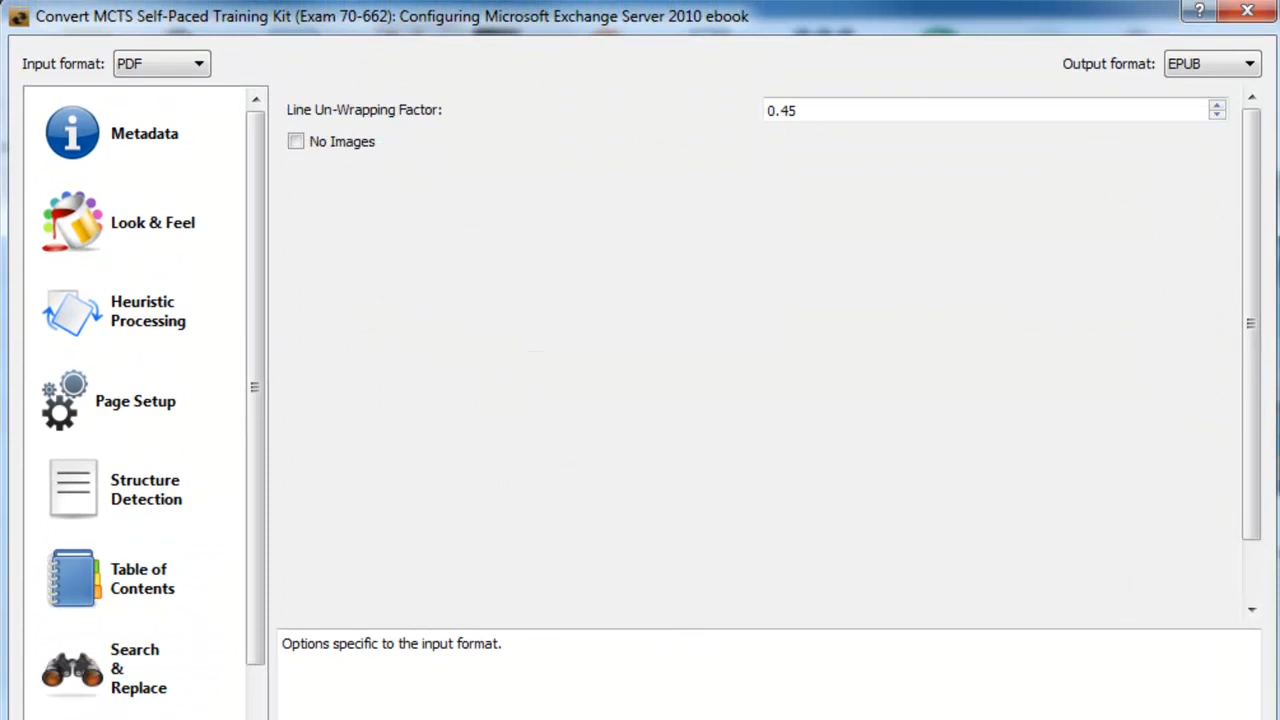 Convert MCTS Self-Paced Training Kit (Exam 70-662): Configuring Microsoft Exchange Server 2010 ebook
Input format: PDF
Output format: EPUB
Metadata
Look & Feel
Heuristic
Processing
Page Setup
Structure
Detection
Table of
Contents
Search
&
Replace
Line Un-Wrapping Factor: 0.45
No Images
Options specific to the input format.